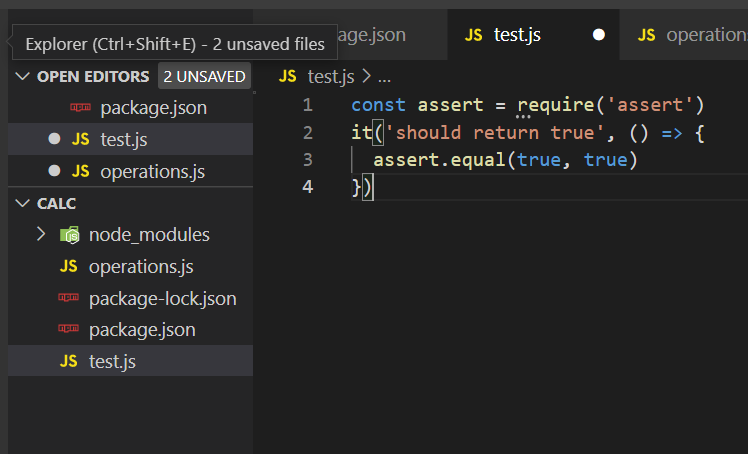 Explorer (Ctrl+Shift+E) - 2 unsaved files
age.json
JS test.js
JS operations
OPEN EDITORS 2 UNSAVED
package.json
JS test.js
JS operations.js
CALC
node_modules
JS operations.js
package-lock.json
package.json
JS test.js
JS test.js > ...
1 const assert = require('assert')
2 it('should return true', () => {
3 assert.equal(true, true)
4 })